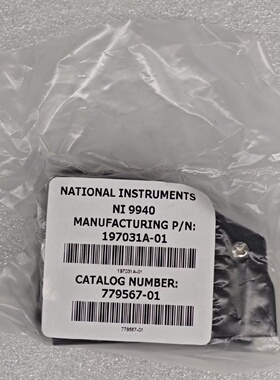 NATIONAL INSTRUMENTS
NI 9940
MANUFACTURING P/N:
197031A-01
197031A-01
CATALOG NUMBER:
779567-01
779567-01